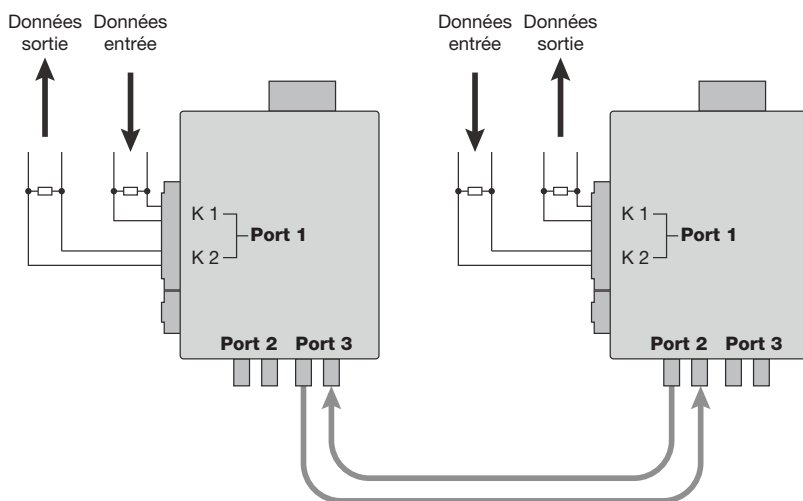 Données
sortie
Données
entrée
Données
entrée
Données
sortie
K 1
Port 1
K 2
K 1
Port 1
K 2
Port 2 Port 3
Port 2 Port 3